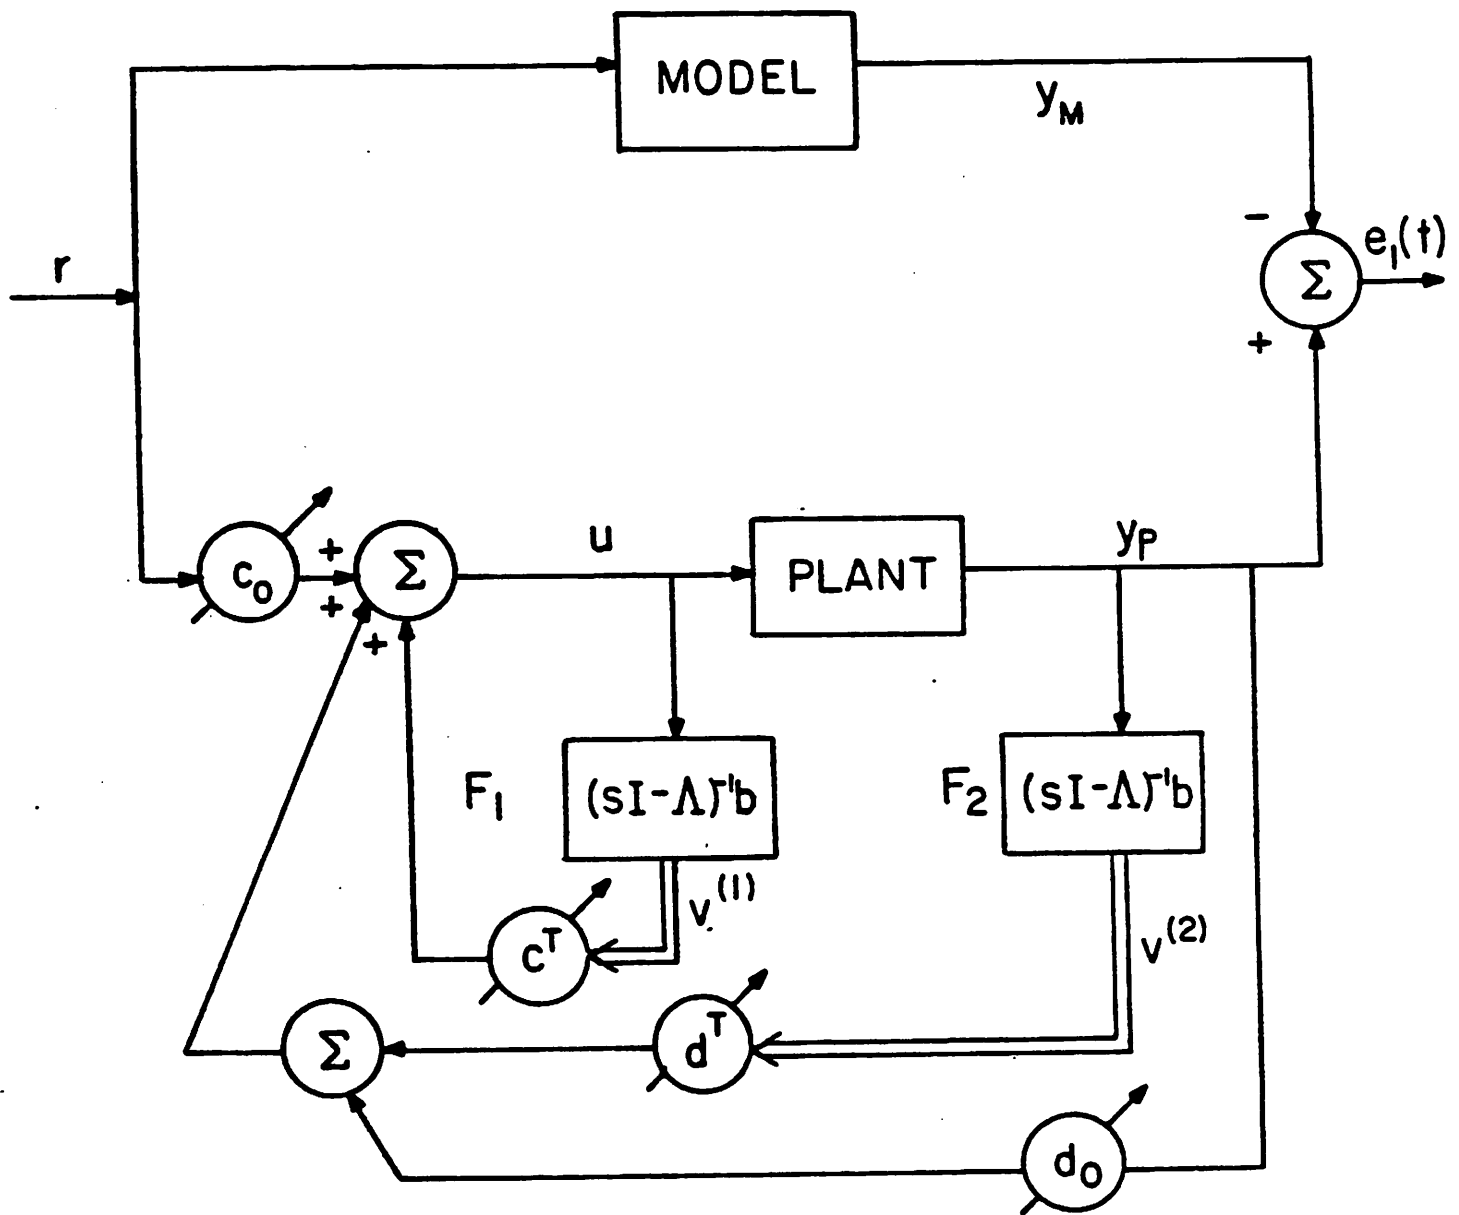 MODEL
y_M
-
e_1(t)
r
Σ
+
c_0
+
+
+
Σ
u
PLANT
y_P
F_1
(sI-Λ)^{-1}b
F_2
(sI-Λ)^{-1}b
v^{(1)}
c^T
v^{(2)}
Σ
d^T
d_0